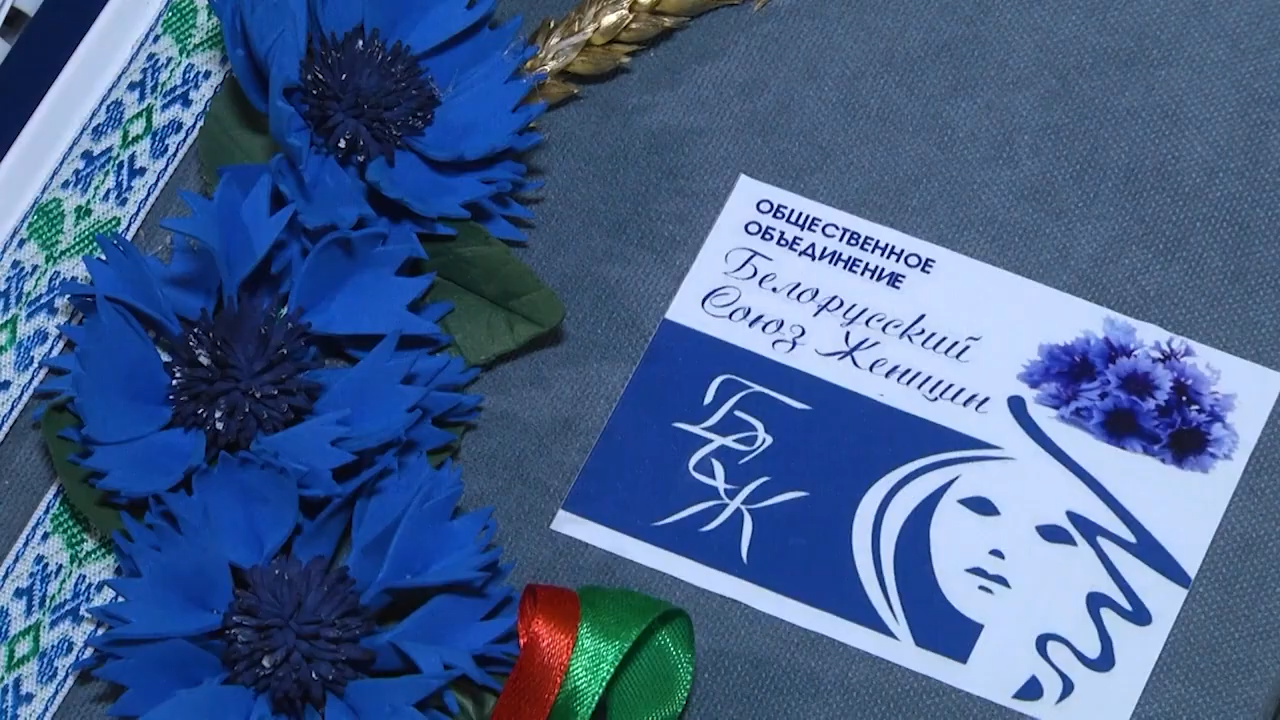 ОБЩЕСТВЕННОЕ
ОБЪЕДИНЕНИЕ
Белорусский
Союз Женщин
БСЖ